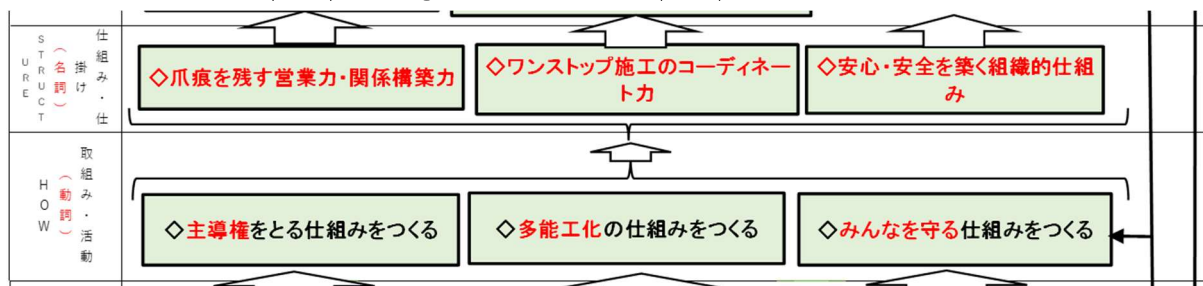 仕組み・仕
掛け
（名詞）
STRUCT
URE
◇爪痕を残す営業力・関係構築力
◇ワンストップ施工のコーディネー
ト力
◇安心・安全を築く組織的仕組
み
取組み・活動
（動詞）
HOW
◇主導権をとる仕組みをつくる
◇多能工化の仕組みをつくる
◇みんなを守る仕組みをつくる